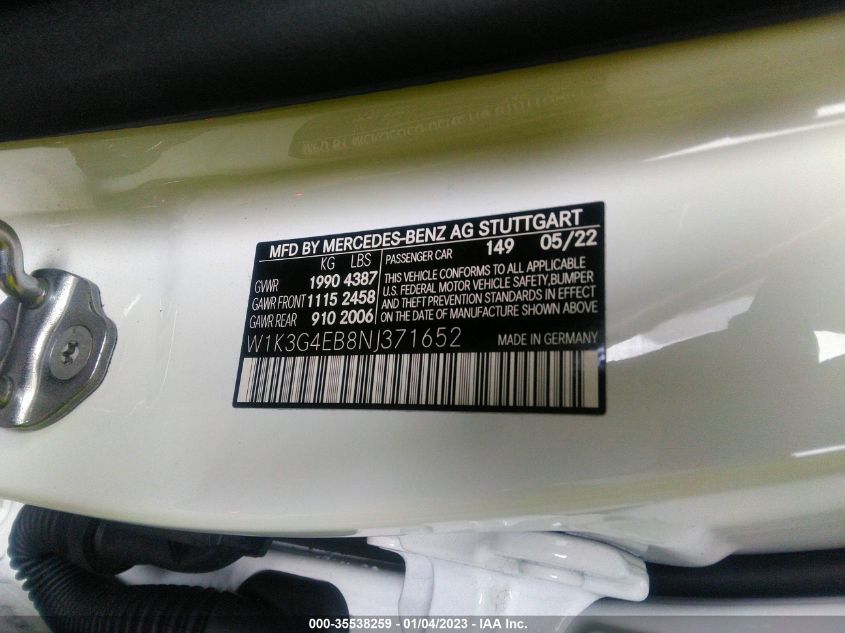 MFD BY MERCEDES-BENZ AG STUTTGART
KG LBS PASSENGER CAR 149 05/22
GVWR 1990 4387
GAWR FRONT 1115 2458
GAWR REAR 910 2006
THIS VEHICLE CONFORMS TO ALL APPLICABLE
U.S. FEDERAL MOTOR VEHICLE SAFETY, BUMPER
AND THEFT PREVENTION STANDARDS IN EFFECT
ON THE DATE OF MANUFACTURE SHOWN ABOVE
W1K3G4EB8NJ371652 MADE IN GERMANY
000-35538259 - 01/04/2023 - IAA Inc.